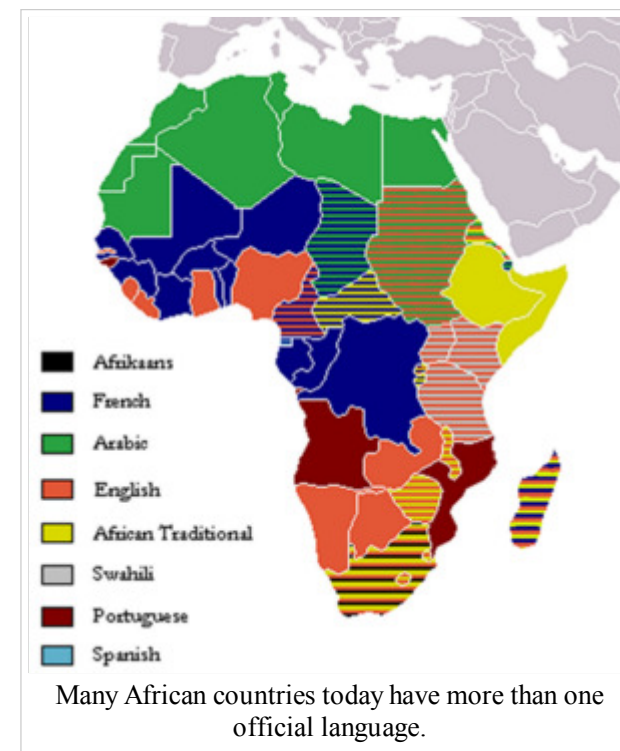 Afrikaans
French
Arabic
English
African Traditional
Swahili
Portuguese
Spanish
Many African countries today have more than one
official language.